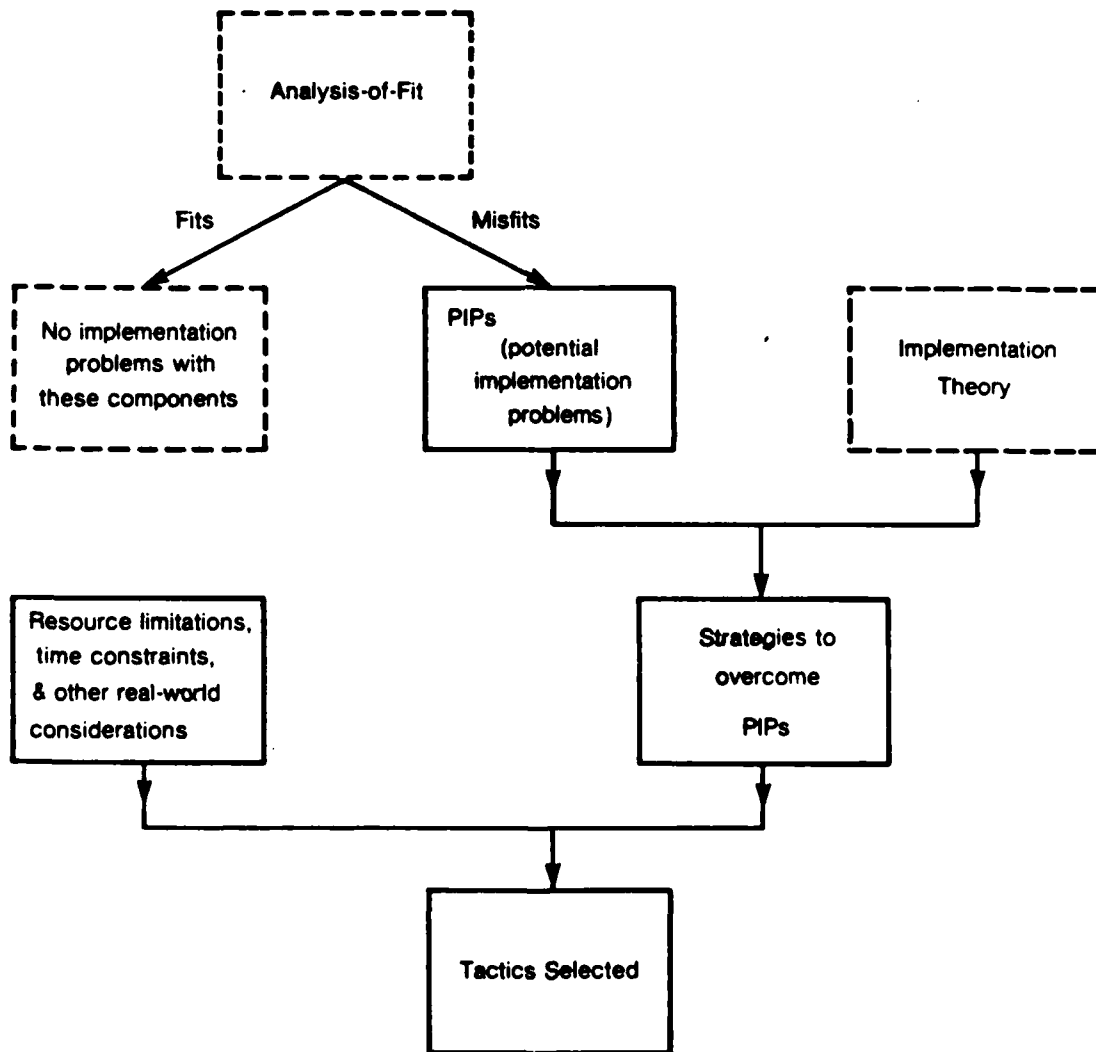 Analysis-of-Fit
Fits
Misfits
No implementation
problems with
these components
PIPs
(potential
implementation
problems)
Implementation
Theory
Resource limitations,
time constraints,
& other real-world
considerations
Strategies to
overcome
PIPs
Tactics Selected